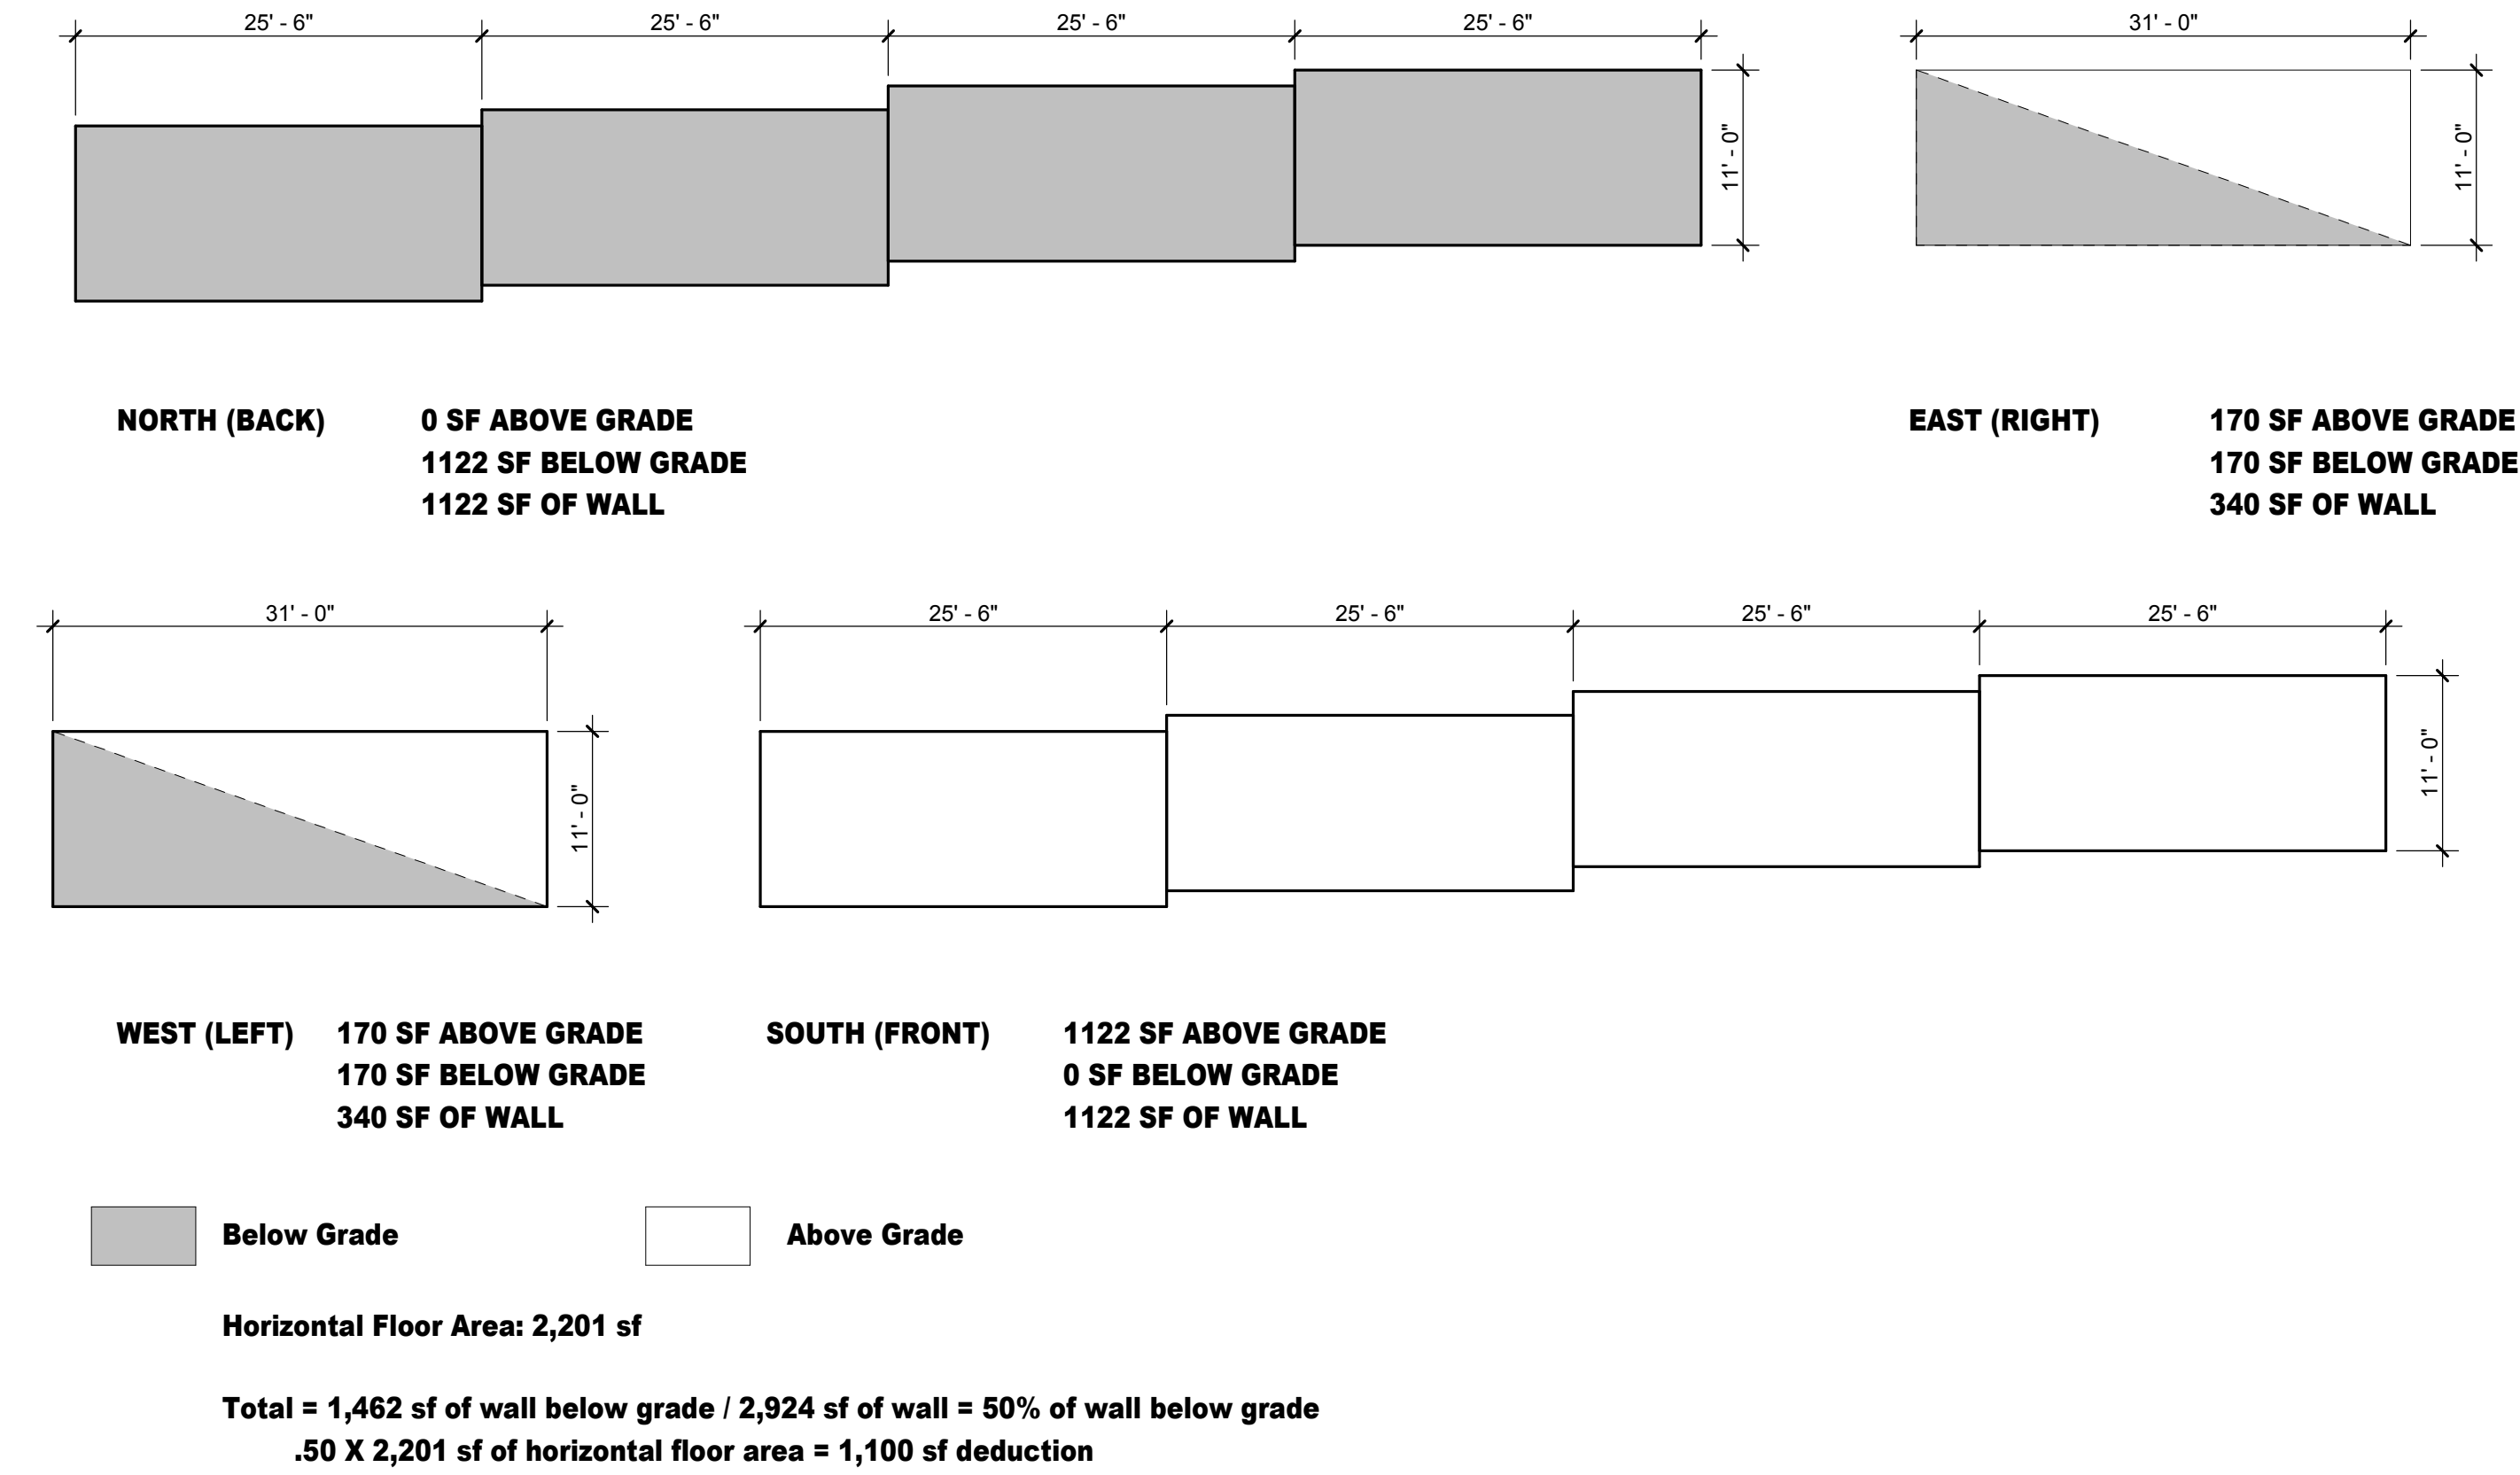 25' - 6" 25' - 6" 25' - 6" 25' - 6" 31' - 0"
11' - 0"
11' - 0"
NORTH (BACK) 0 SF ABOVE GRADE
1122 SF BELOW GRADE
1122 SF OF WALL
EAST (RIGHT) 170 SF ABOVE GRADE
170 SF BELOW GRADE
340 SF OF WALL
31' - 0" 25' - 6" 25' - 6" 25' - 6" 25' - 6"
11' - 0"
11' - 0"
WEST (LEFT) 170 SF ABOVE GRADE
170 SF BELOW GRADE
340 SF OF WALL
SOUTH (FRONT) 1122 SF ABOVE GRADE
0 SF BELOW GRADE
1122 SF OF WALL
Below Grade Above Grade
Horizontal Floor Area: 2,201 sf
Total = 1,462 sf of wall below grade / 2,924 sf of wall = 50% of wall below grade
.50 X 2,201 sf of horizontal floor area = 1,100 sf deduction